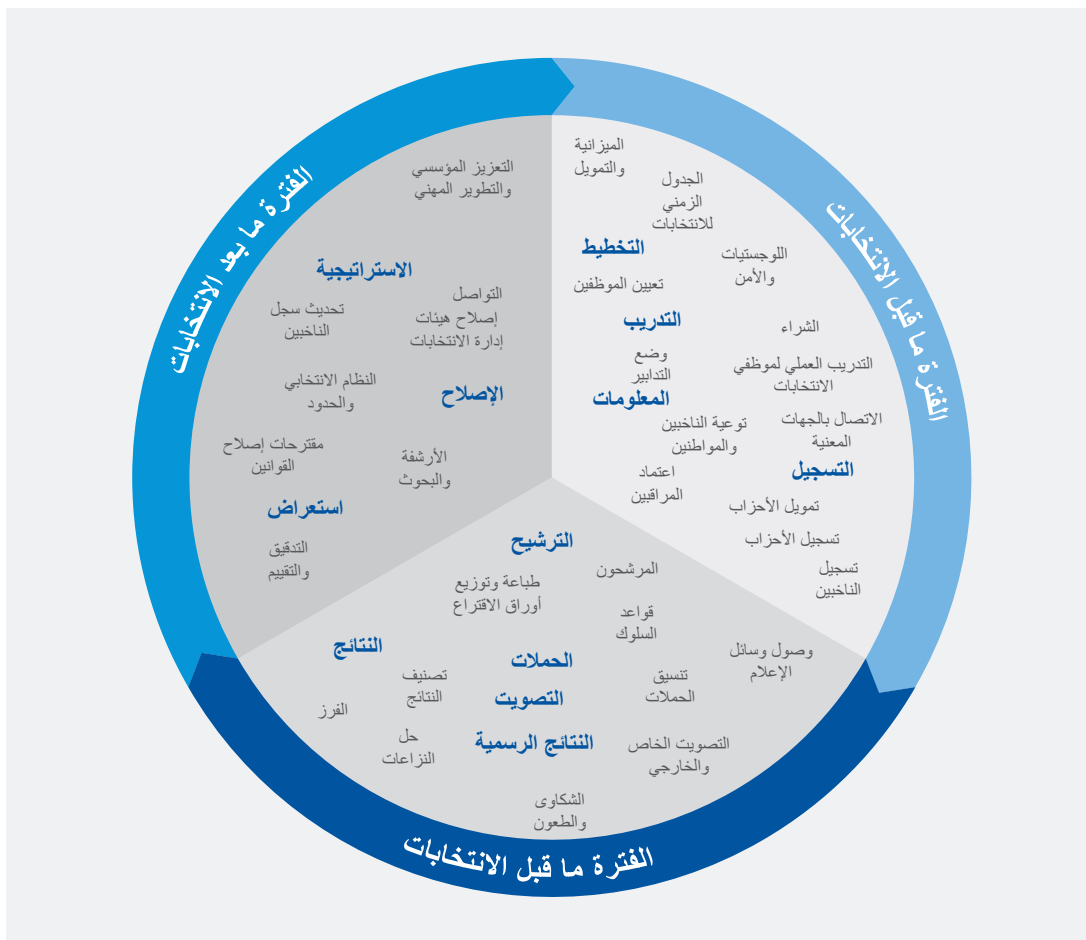 الفترة ما قبل الانتخابات
الميزانية
والتمويل
الجدول
الزمني
للانتخابات
التخطيط
اللوجستيات
والأمن
تعيين الموظفين
التدريب
الشراء
وضع
التدابير
التدريب العملي لموظفي
الانتخابات
المعلومات
الاتصال بالجهات
المعنية
توعية الناخبين
والمواطنين
التسجيل
اعتماد
المراقبين
تمويل الأحزاب
تسجيل الأحزاب
تسجيل
الناخبين
الفترة ما قبل الانتخابات
الترشيح
المرشحون
طباعة وتوزيع
أوراق الاقتراع
قواعد
السلوك
وصول وسائل
الإعلام
النتائج
الحملات
تنسيق
الحملات
تصنيف
النتائج
التصويت
الفرز
النتائج الرسمية
التصويت الخاص
والخارجي
حل
النزاعات
الشكاوى
والطعون
الفترة ما بعد الانتخابات
التعزيز المؤسسي
والتطوير المهني
الاستراتيجية
التواصل
إصلاح هيئات
إدارة الانتخابات
تحديث سجل
الناخبين
النظام الانتخابي
والحدود
الإصلاح
مقترحات إصلاح
القوانين
الأرشفة
والبحوث
استعراض
التدقيق
والتقييم